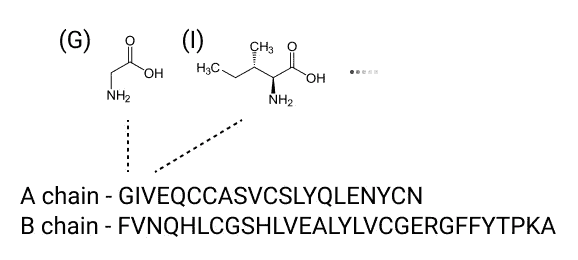 (G) (I)
O CH₃ O
OH H₃C OH
NH₂ NH₂
A chain - GIVEQCCASVCSLYQLENYCN
B chain - FVNQHLCGSHLVEALYLVCGERGFFYTPKA